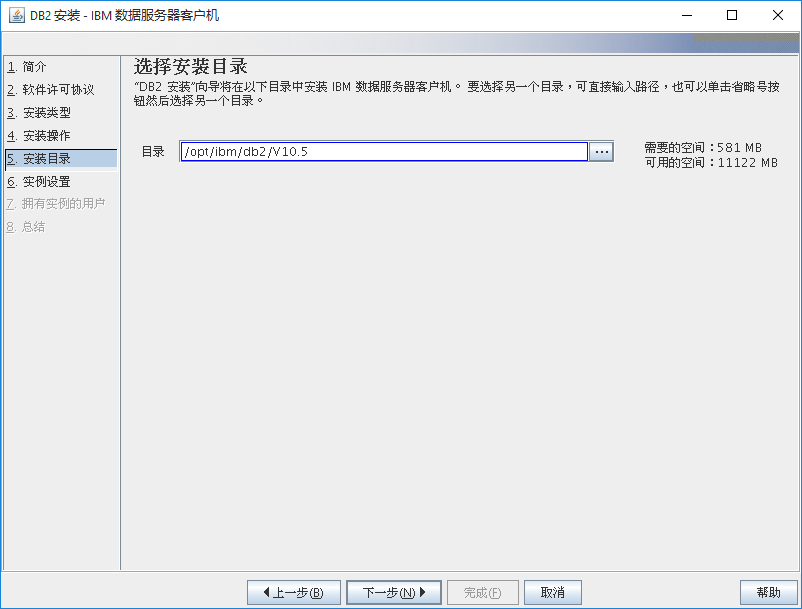 DB2 安装 - IBM 数据服务器客户机
1. 简介
2. 软件许可协议
3. 安装类型
4. 安装操作
5. 安装目录
6. 实例设置
7. 拥有实例的用户
8. 总结
选择安装目录
“DB2 安装”向导将在以下目录中安装 IBM 数据服务器客户机。 要选择另一个目录，可直接输入路径，也可以单击省略号按
钮然后选择另一个目录。
目录 /opt/ibm/db2/V10.5 ...
需要的空间：581 MB
可用的空间：11122 MB
上一步(B) 下一步(N) 完成(F) 取消 帮助